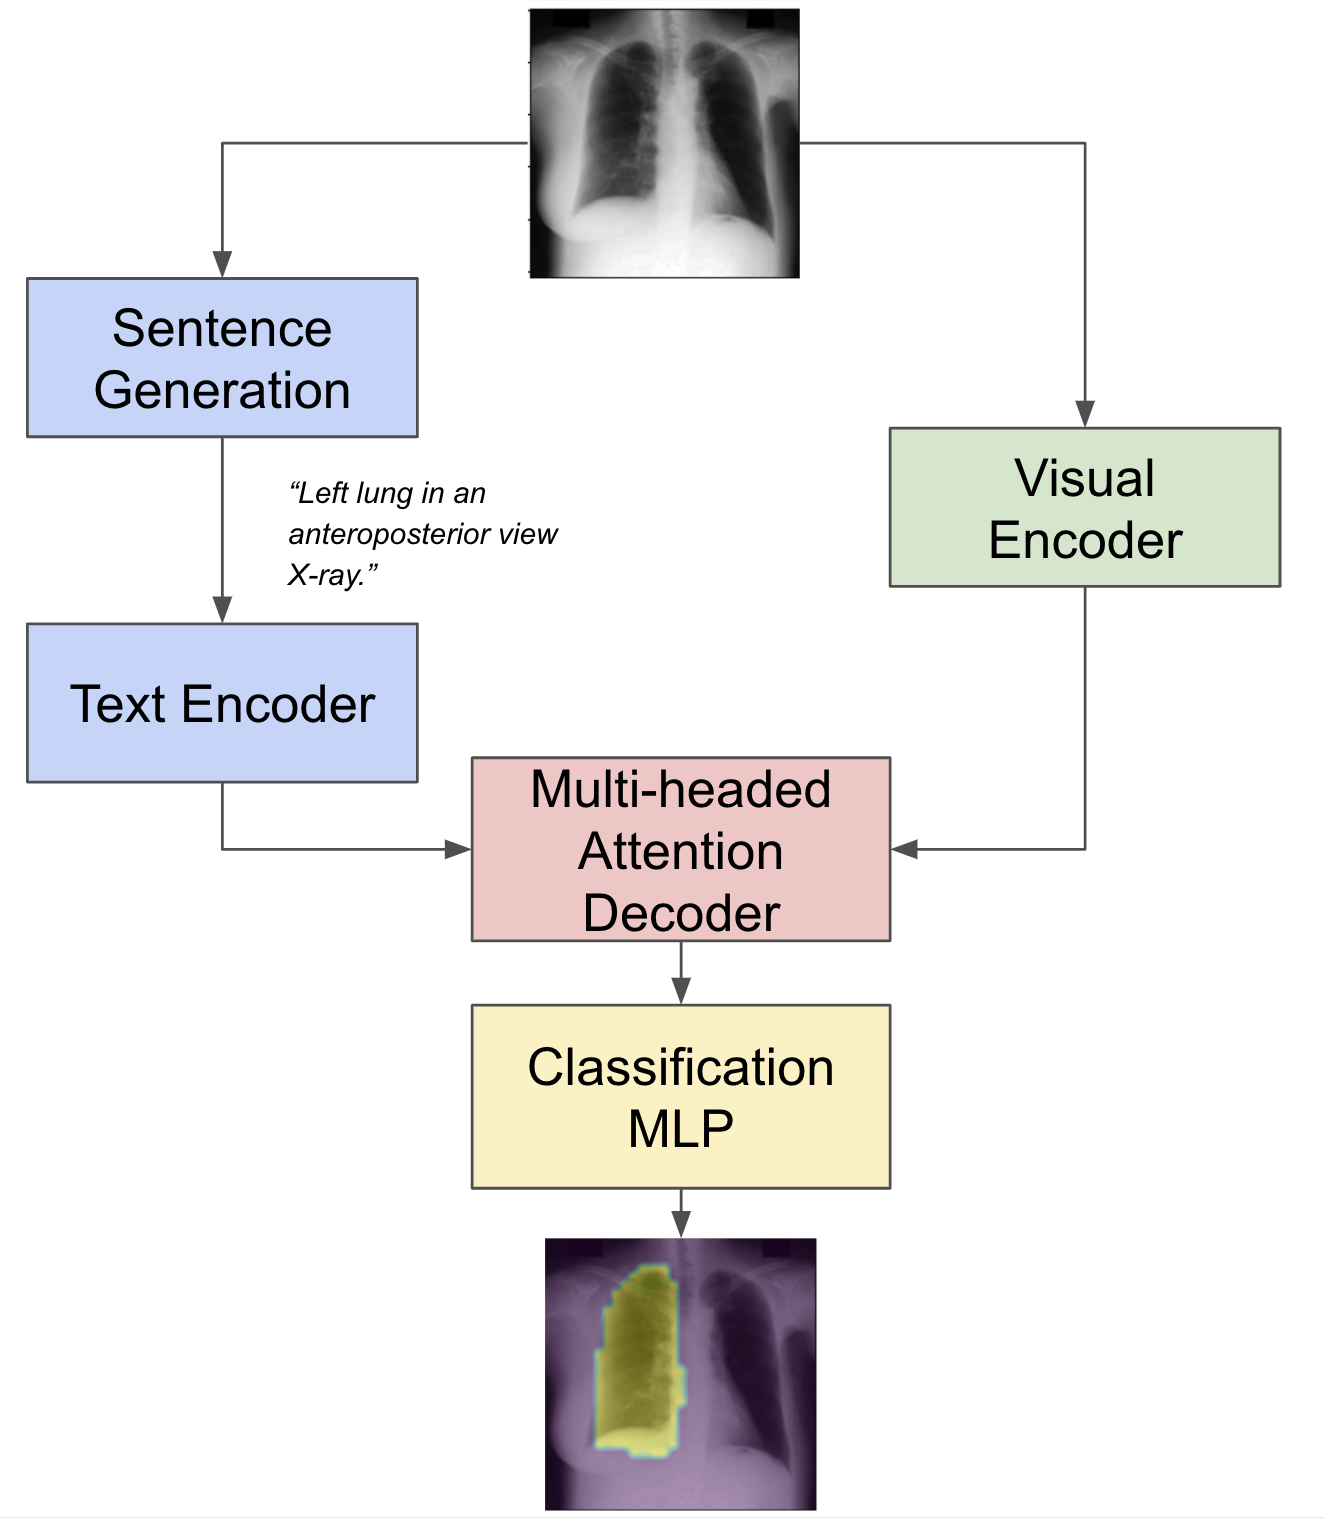 Sentence
Generation
“Left lung in an
anteroposterior view
X-ray.”
Visual
Encoder
Text Encoder
Multi-headed
Attention
Decoder
Classification
MLP